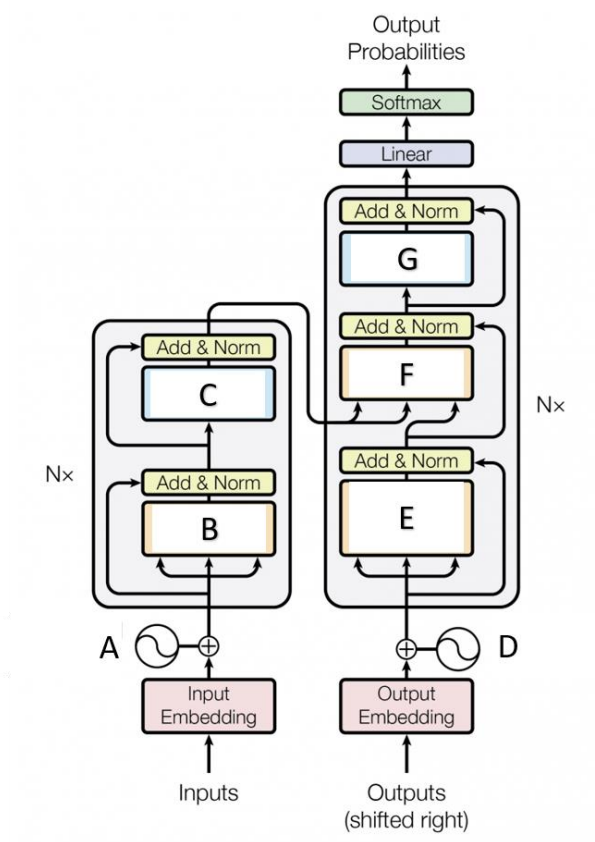 Output
Probabilities
Softmax
Linear
Add & Norm
G
Add & Norm
F
Add & Norm
E
Nx
D
Output
Embedding
Outputs
(shifted right)
Add & Norm
C
Add & Norm
B
Nx
A
Input
Embedding
Inputs